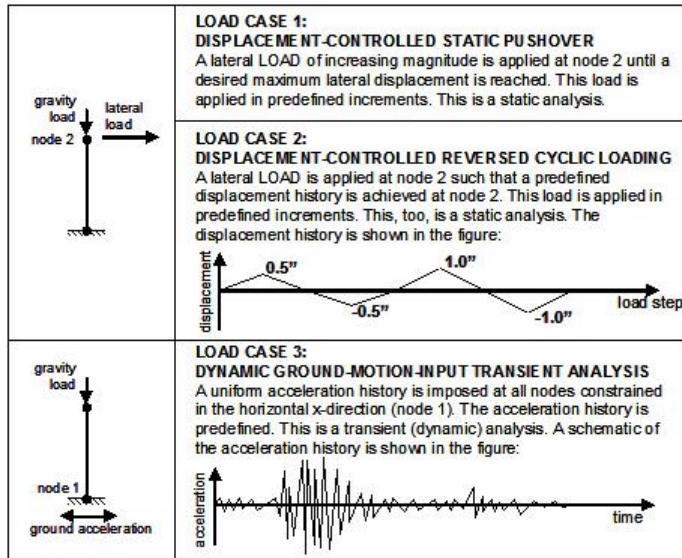 gravity
load
lateral
load
node 2
LOAD CASE 1:
DISPLACEMENT-CONTROLLED STATIC PUSHOVER
A lateral LOAD of increasing magnitude is applied at node 2 until a
desired maximum lateral displacement is reached. This load is
applied in predefined increments. This is a static analysis.
LOAD CASE 2:
DISPLACEMENT-CONTROLLED REVERSED CYCLIC LOADING
A lateral LOAD is applied at node 2 such that a predefined
displacement history is achieved at node 2. This load is applied in
predefined increments. This, too, is a static analysis. The
displacement history is shown in the figure:
displacement
0.5"
-0.5"
1.0"
-1.0"
load step
gravity
load
node 1
ground acceleration
LOAD CASE 3:
DYNAMIC GROUND-MOTION-INPUT TRANSIENT ANALYSIS
A uniform acceleration history is imposed at all nodes constrained
in the horizontal x-direction (node 1). The acceleration history is
predefined. This is a transient (dynamic) analysis. A schematic of
the acceleration history is shown in the figure:
acceleration
time